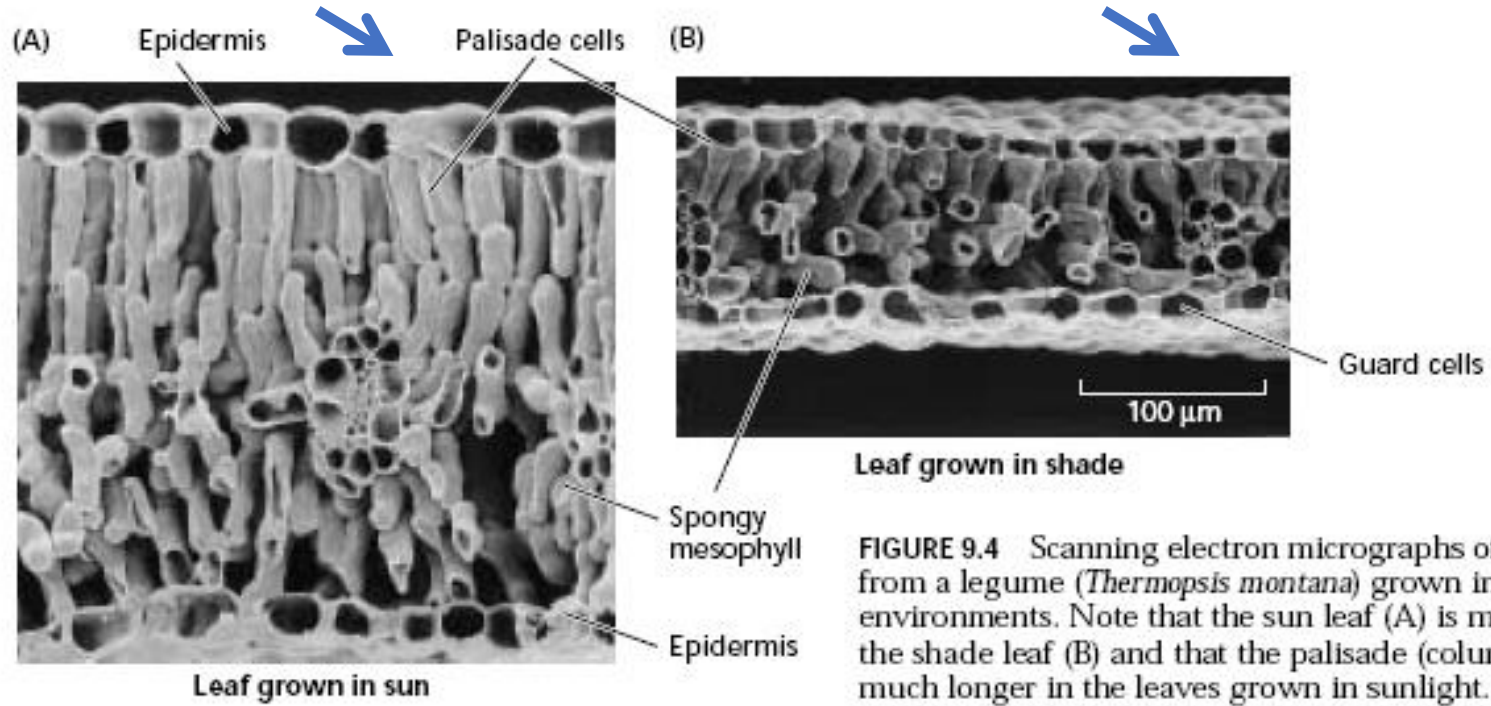 (A)
Epidermis
Palisade cells
(B)
Guard cells
100 µm
Leaf grown in shade
Spongy
mesophyll
Epidermis
Leaf grown in sun
FIGURE 9.4 Scanning electron micrographs of
from a legume (Thermopsis montana) grown in
environments. Note that the sun leaf (A) is m
the shade leaf (B) and that the palisade (colu
much longer in the leaves grown in sunlight.